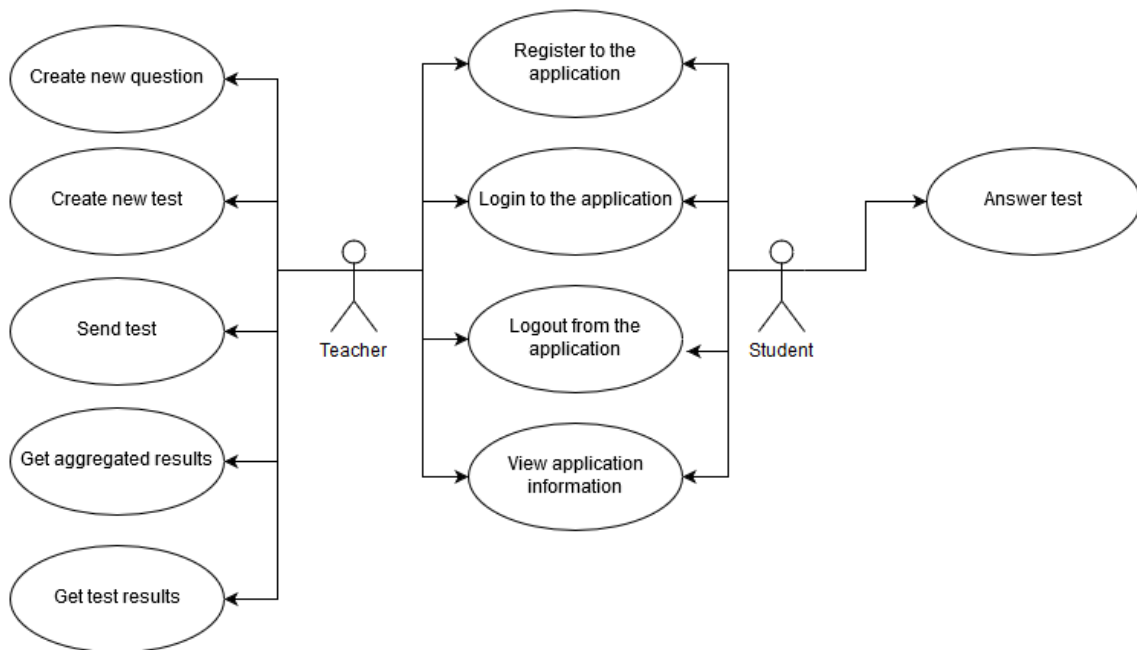 Create new question
Register to the
application
Create new test
Login to the application
Answer test
Send test
Teacher
Logout from the
application
Student
Get aggregated results
View application
information
Get test results